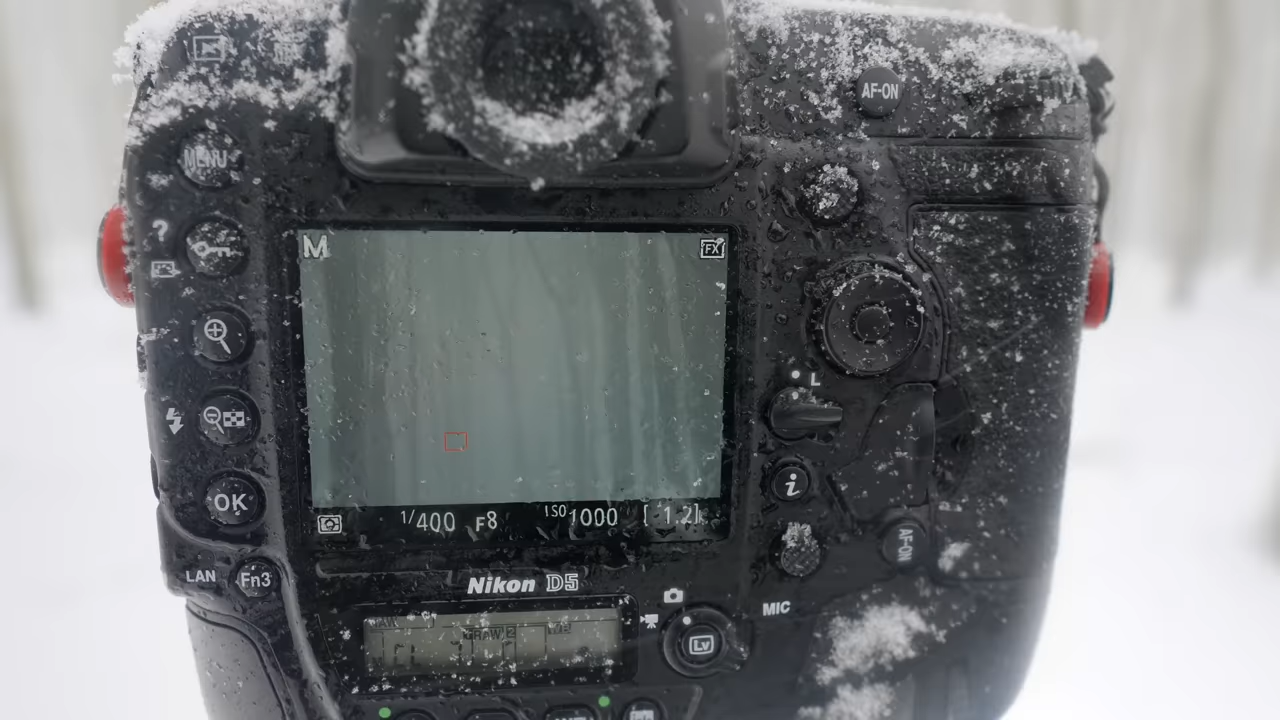 AF-ON
MENU
?
M
FX
L
i
OK
1/400 F8 ISO 1000 [-1.2]
AF-ON
LAN Fn3
Nikon D5
MIC
RAW 2 WB
Lv